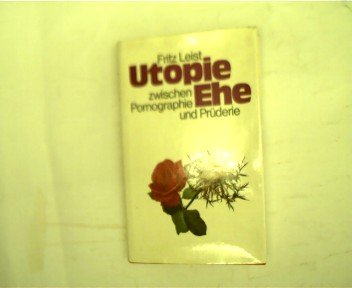 Fritz Leist
Utopie
zwischen Ehe
Pornographie
und Prüderie